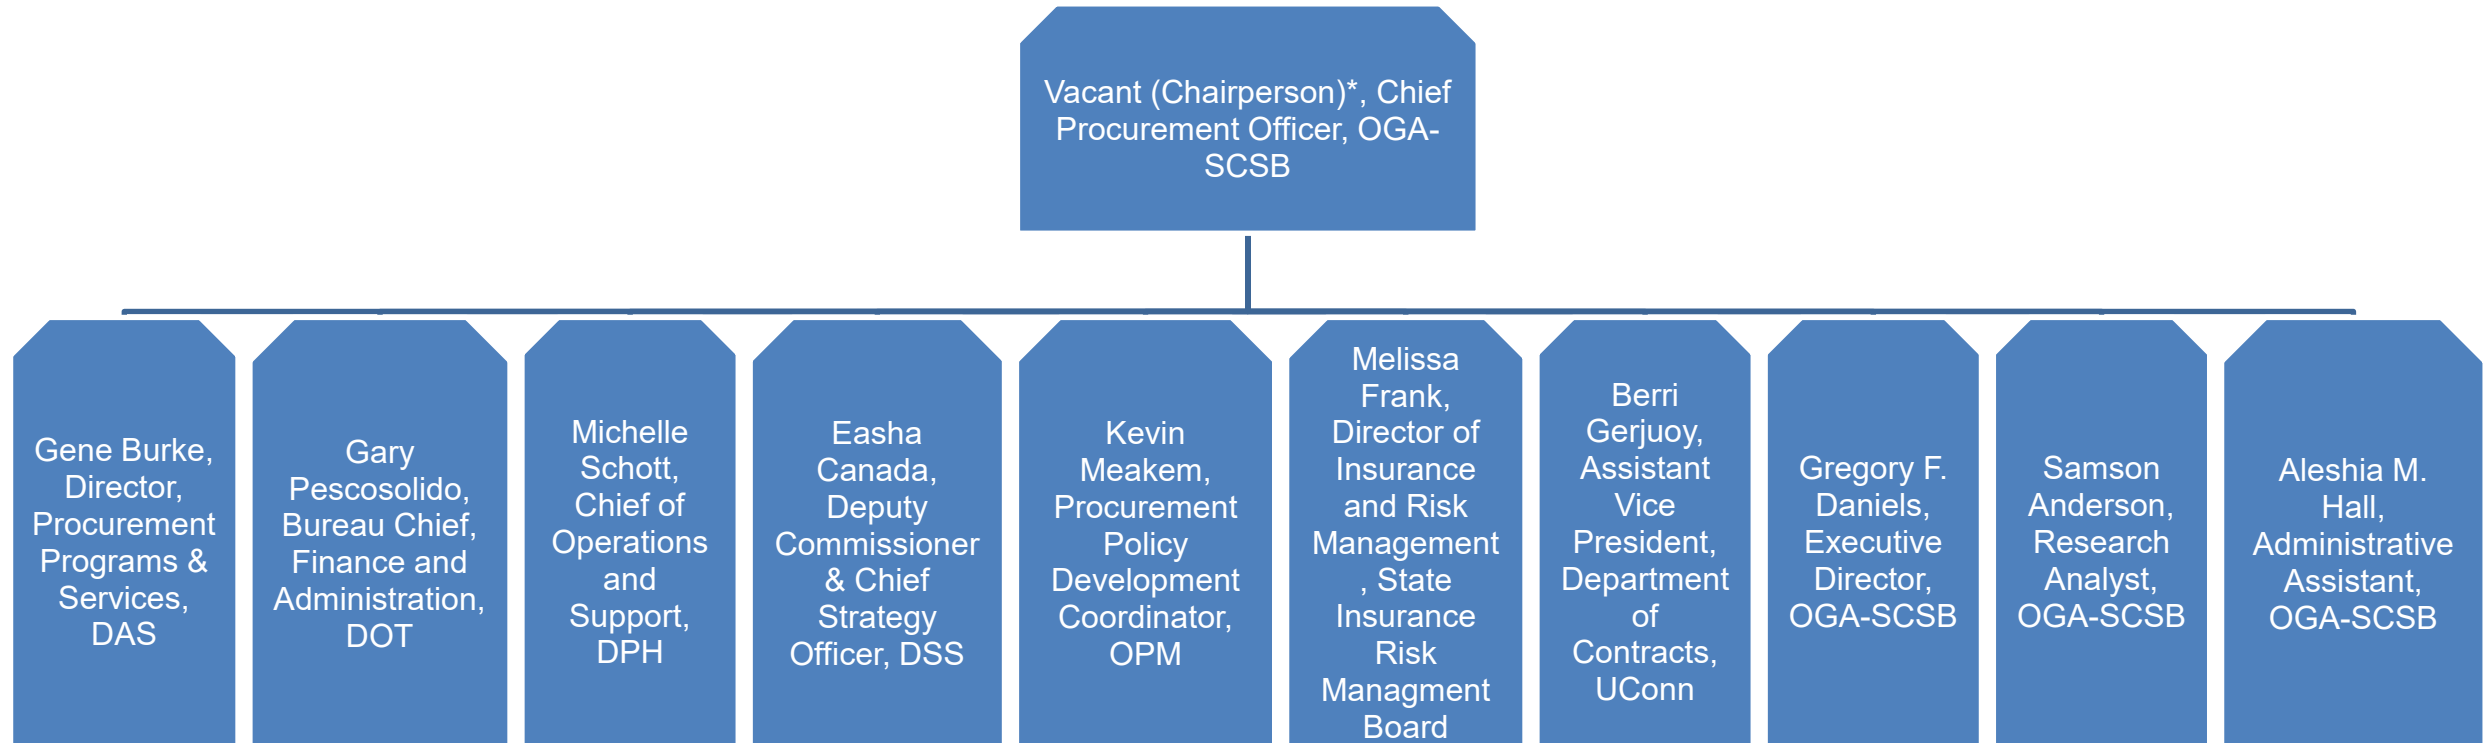 Vacant (Chairperson)*, Chief
Procurement Officer, OGA-
SCSB
Gene Burke,
Director,
Procurement
Programs &
Services,
DAS
Gary
Pescosolido,
Bureau Chief,
Finance and
Administration,
DOT
Michelle
Schott,
Chief of
Operations
and
Support,
DPH
Easha
Canada,
Deputy
Commissioner
& Chief
Strategy
Officer, DSS
Kevin
Meakem,
Procurement
Policy
Development
Coordinator,
OPM
Melissa
Frank,
Director of
Insurance
and Risk
Management
, State
Insurance
Risk
Managment
Board
Berri
Gerjuoy,
Assistant
Vice
President,
Department
of
Contracts,
UConn
Gregory F.
Daniels,
Executive
Director,
OGA-SCSB
Samson
Anderson,
Research
Analyst,
OGA-SCSB
Aleshia M.
Hall,
Administrative
Assistant,
OGA-SCSB